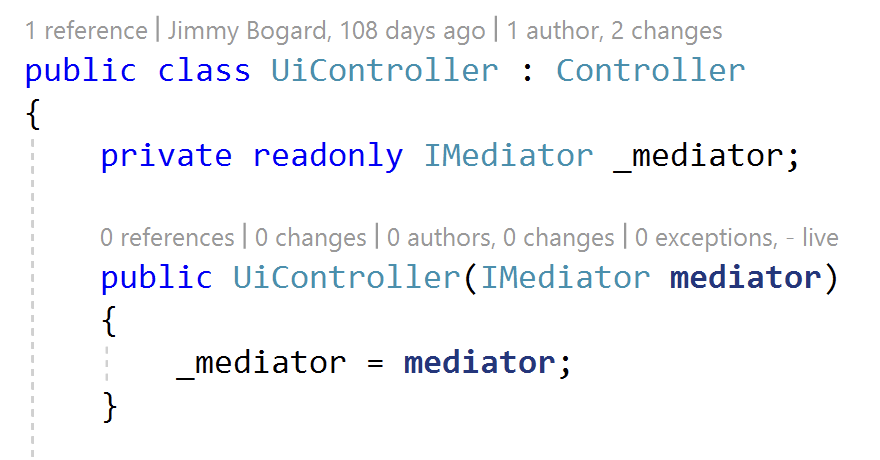 1 reference | Jimmy Bogard, 108 days ago | 1 author, 2 changes
public class UiController : Controller
{
private readonly IMediator _mediator;
0 references | 0 changes | 0 authors, 0 changes | 0 exceptions, - live
public UiController(IMediator mediator)
{
_mediator = mediator;
}